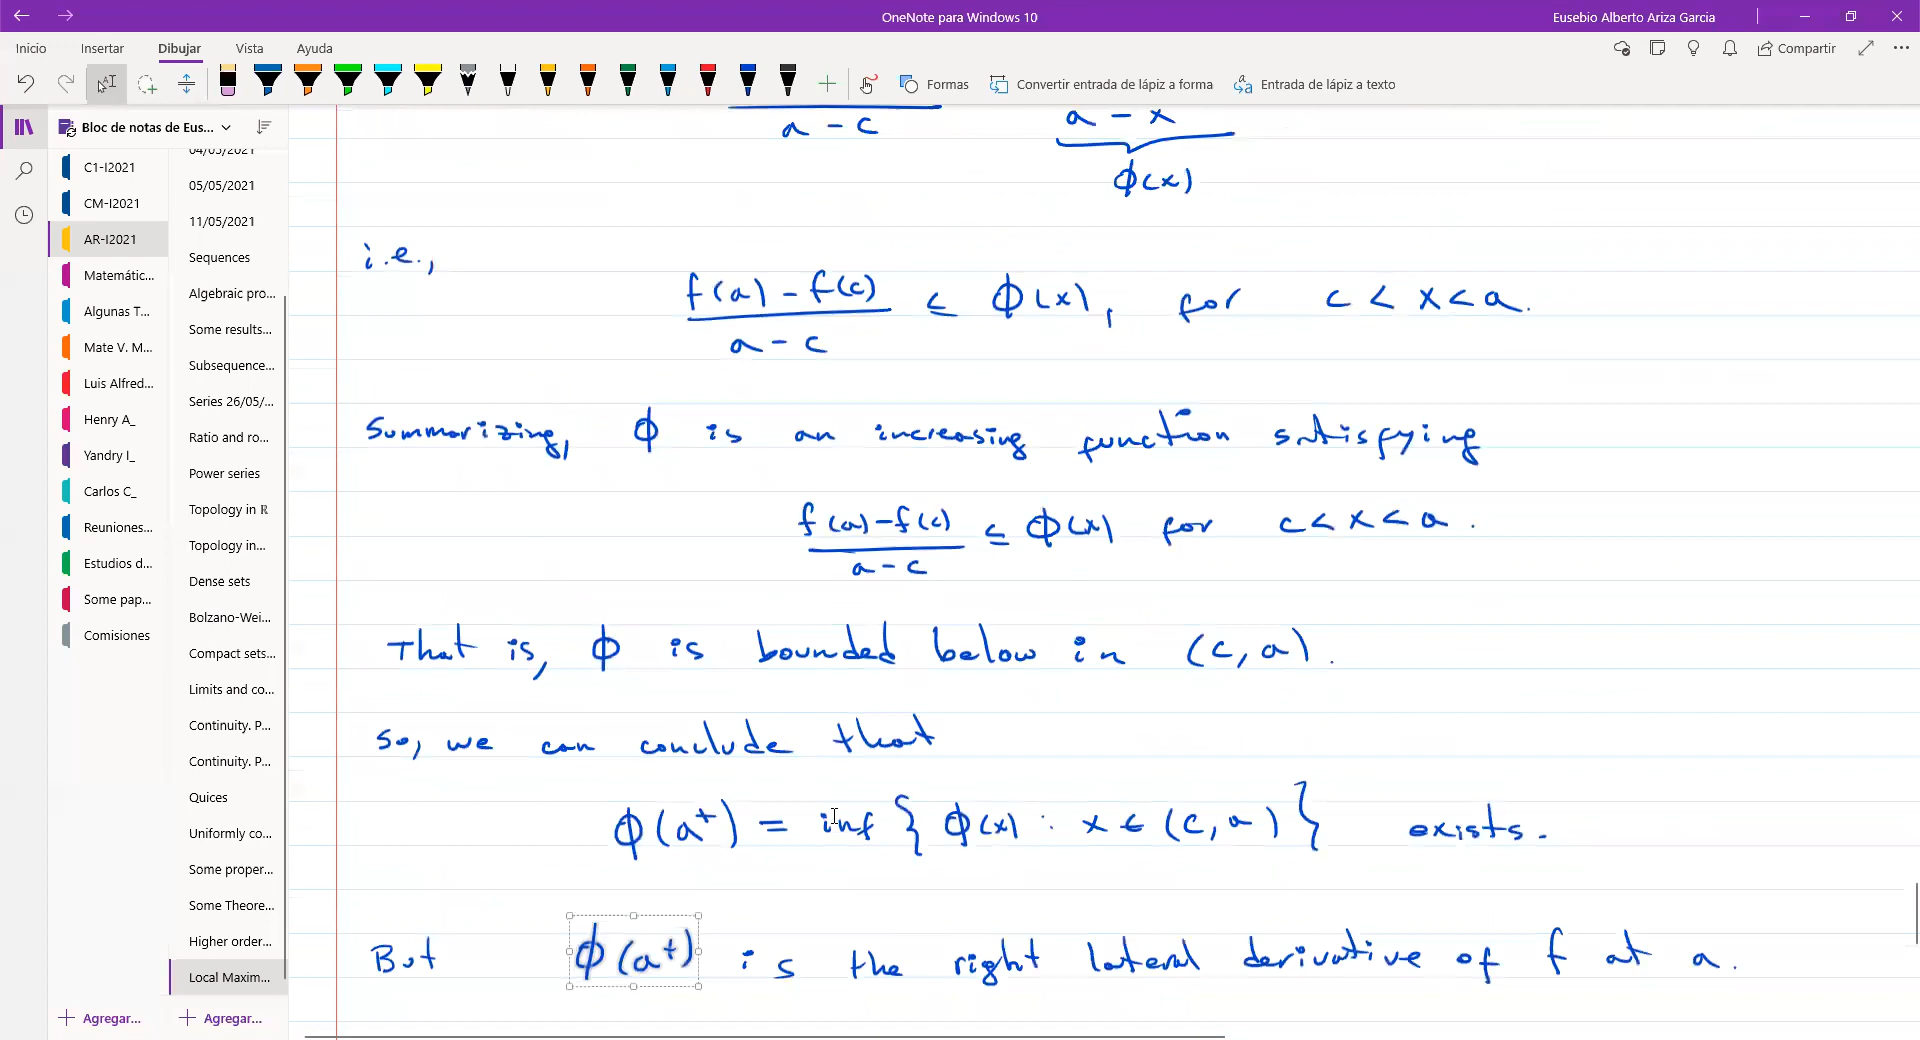 OneNote para Windows 10
Eusebio Alberto Ariza Garcia
Inicio
Insertar
Dibujar
Vista
Ayuda
Compartir
Formas
Convertir entrada de lápiz a forma
Entrada de lápiz a texto
Bloc de notas de Eus...
C1-I2021
CM-I2021
AR-I2021
Matemátic...
Algunas T...
Mate V. M...
Luis Alfred...
Henry A_
Yandry I_
Carlos C_
Reuniones...
Estudios d...
Some pap...
Comisiones
Agregar...
04/05/2021
05/05/2021
11/05/2021
Sequences
Algebraic pro...
Some results...
Subsequence...
Series 26/05/...
Ratio and ro...
Power series
Topology in ℝ
Topology in...
Dense sets
Bolzano-Wei...
Compact sets...
Limits and co...
Continuity. P...
Continuity. P...
Quices
Uniformly co...
Some proper...
Some Theore...
Higher order...
Local Maxim...
Agregar...
a - c
a - x
ϕ(x)
i.e.,
f(a) - f(c)
≤ ϕ(x), for c < x < a.
a - c
Summarizing, ϕ is an increasing function satisfying
f(a) - f(c)
≤ ϕ(x) for c < x < a.
a - c
That is, ϕ is bounded below in (c, a).
So, we can conclude that
ϕ(a⁺) = inf { ϕ(x) : x ∈ (c, a) } exists.
But ϕ(a⁺) is the right lateral derivative of f at a.